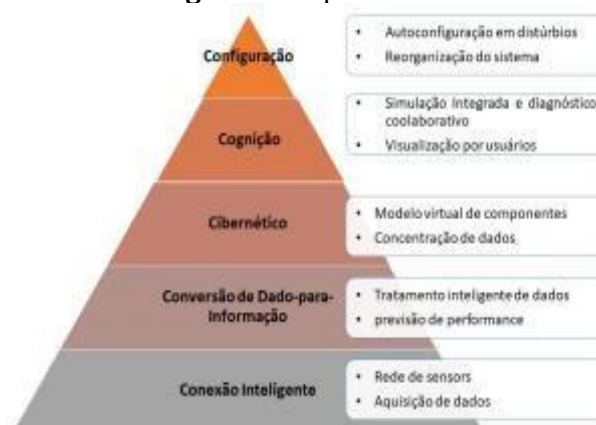 Configuração
• Autoconfiguração em distúrbios
• Reorganização do sistema
Cognição
• Simulação Integrada e diagnóstico
coolaborativo
• Visualização por usuários
Cibernético
• Modelo virtual de componentes
• Concentração de dados
Conversão de Dado-para-
Informação
• Tratamento inteligente de dados
• previsão de performance
Conexão Inteligente
• Rede de sensors
• Aquisição de dados